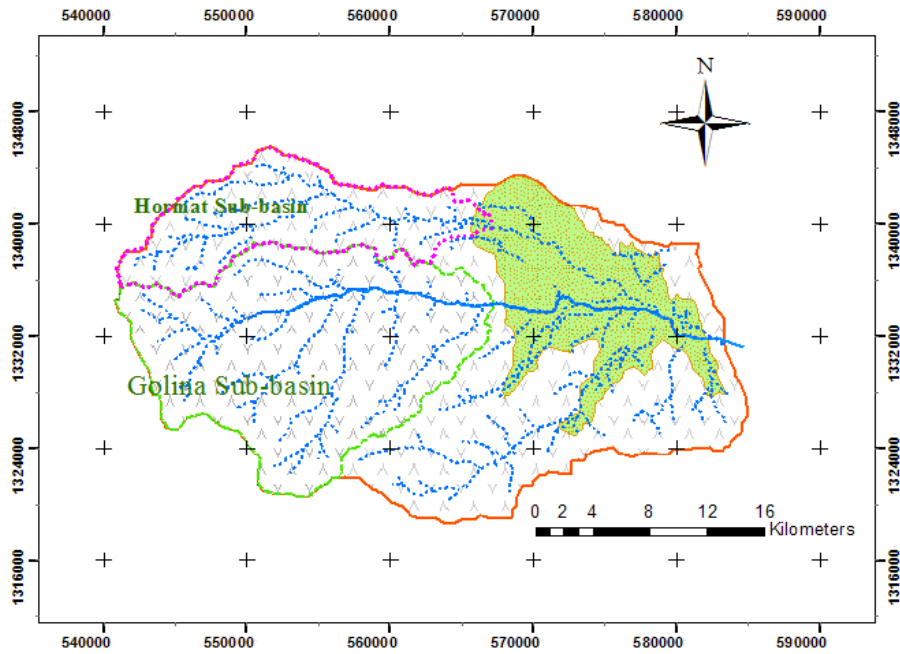 540000 550000 560000 570000 580000 590000
N
1348000 1348000
Hormat Sub-basin
1340000 1340000
1332000 1332000
Golina Sub-basin
1324000 1324000
0 2 4 8 12 16
Kilometers
1316000 1316000
540000 550000 560000 570000 580000 590000